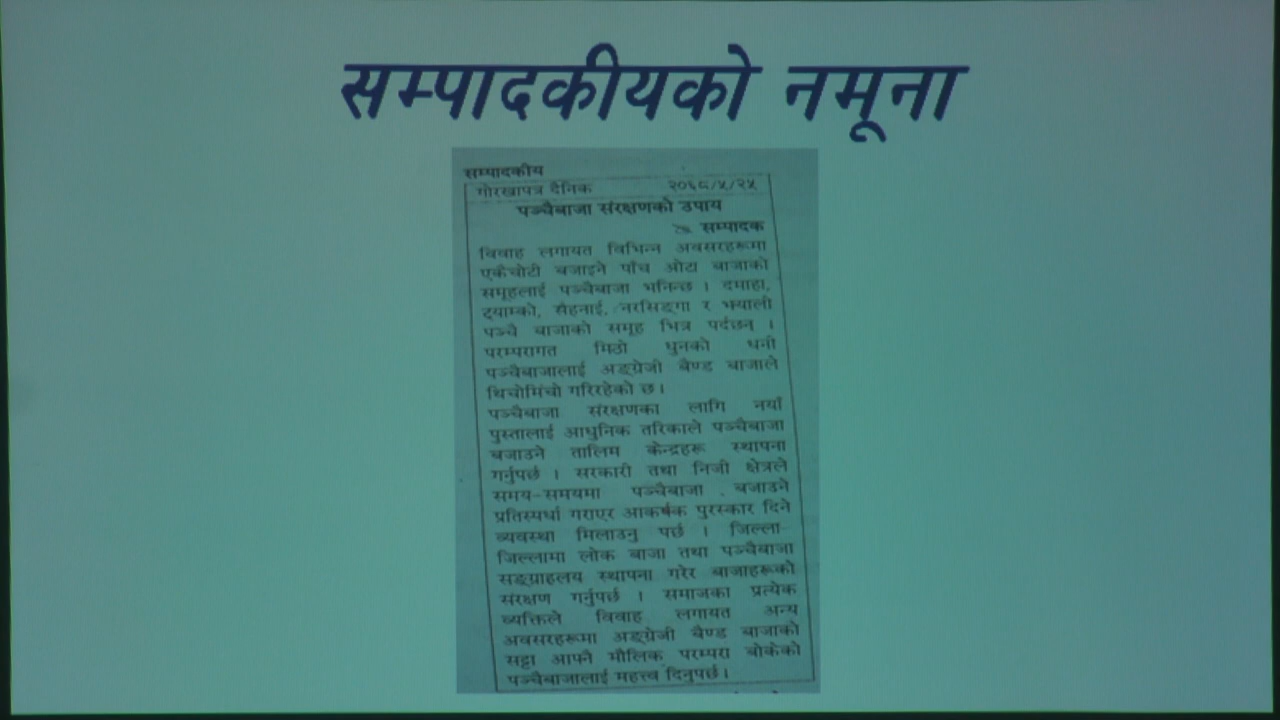 सम्पादकीयको नमूना
सम्पादकीय
गोरखापत्र दैनिक २०६८/५/२५
पञ्चैबाजा संरक्षणको उपाय
सम्पादक
विवाह लगायत विभिन्न अवसरहरूमा
एकैचोटी बजाइने पाँच ओटा बाजाको
समूहलाई पञ्चैबाजा भनिन्छ । दमाहा,
ट्याम्को, सहनाई, नरसिङ्गा र भ्याली
पञ्चै बाजाको समूह भित्र पर्दछन् ।
परम्परागत मिठो धुनको धनी
पञ्चैबाजालाई अङ्ग्रेजी बैण्ड बाजाले
थिचोमिचो गरिरहेको छ ।
पञ्चैबाजा संरक्षणका लागि नयाँ
पुस्तालाई आधुनिक तरिकाले पञ्चैबाजा
बजाउने तालिम केन्द्रहरू स्थापना
गर्नुपर्छ । सरकारी तथा निजी क्षेत्रले
समय-समयमा पञ्चैबाजा बजाउने
प्रतिस्पर्धा गराएर आकर्षक पुरस्कार दिने
व्यवस्था मिलाउनु पर्छ । जिल्ला-
जिल्लामा लोक बाजा तथा पञ्चैबाजा
सङ्ग्राहलय स्थापना गरेर बाजाहरूको
संरक्षण गर्नुपर्छ । समाजका प्रत्येक
व्यक्तिले विवाह लगायत अन्य
अवसरहरूमा अङ्ग्रेजी बैण्ड बाजाको
सट्टा आफ्नै मौलिक परम्परा बोकेको
पञ्चैबाजालाई महत्त्व दिनुपर्छ ।